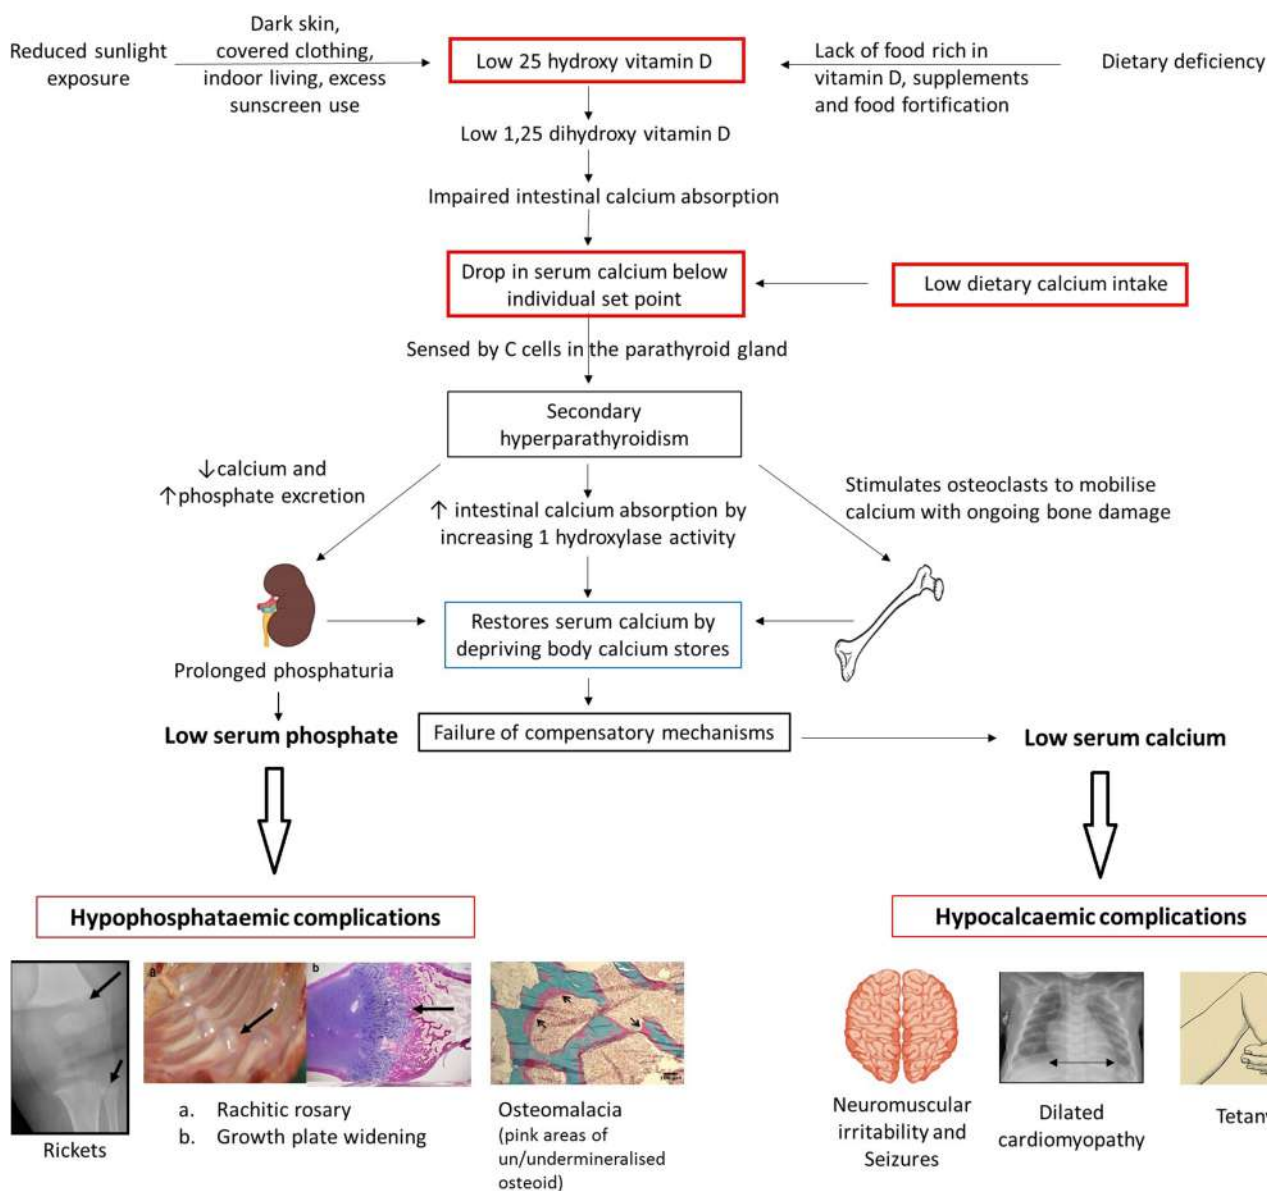 Reduced sunlight
exposure
Dark skin,
covered clothing,
indoor living, excess
sunscreen use
Low 25 hydroxy vitamin D
Lack of food rich in
vitamin D, supplements
and food fortification
Dietary deficiency
Low 1,25 dihydroxy vitamin D
Impaired intestinal calcium absorption
Drop in serum calcium below
individual set point
Low dietary calcium intake
Sensed by C cells in the parathyroid gland
Secondary
hyperparathyroidism
↓calcium and
↑phosphate excretion
↑ intestinal calcium absorption by
increasing 1 hydroxylase activity
Stimulates osteoclasts to mobilise
calcium with ongoing bone damage
Restores serum calcium by
depriving body calcium stores
Prolonged phosphaturia
Low serum phosphate
Failure of compensatory mechanisms
Low serum calcium
Hypophosphataemic complications
Hypocalcaemic complications
a
b
Rickets
a. Rachitic rosary
b. Growth plate widening
Osteomalacia
(pink areas of
un/undermineralised
osteoid)
Neuromuscular
irritability and
Seizures
Dilated
cardiomyopathy
Tetan